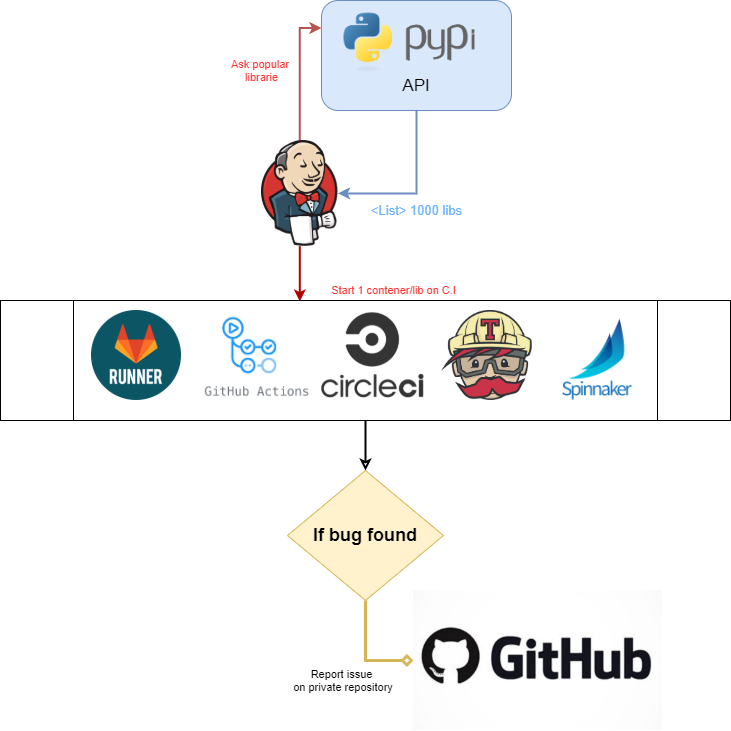 pypi
API
Ask popular
librarie
<List> 1000 libs
Start 1 contener/lib on C.I
RUNNER
GitHub Actions
circleci
T
Spinnaker
If bug found
Report issue
on private repository
GitHub